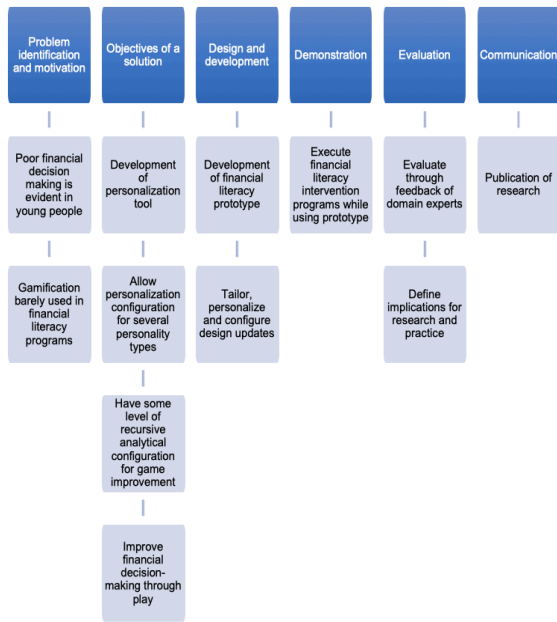 Problem
identification
and motivation
Poor financial
decision
making is
evident in
young people
Gamification
barely used in
financial
literacy
programs
Objectives of a
solution
Development
of
personalization
tool
Allow
personalization
configuration
for several
personality
types
Have some
level of
recursive
analytical
configuration
for game
improvement
Improve
financial
decision-
making through
play
Design and
development
Development
of financial
literacy
prototype
Tailor,
personalize
and configure
design updates
Demonstration
Execute
financial
literacy
intervention
programs while
using prototype
Evaluation
Evaluate
through
feedback of
domain experts
Define
implications for
research and
practice
Communication
Publication of
research